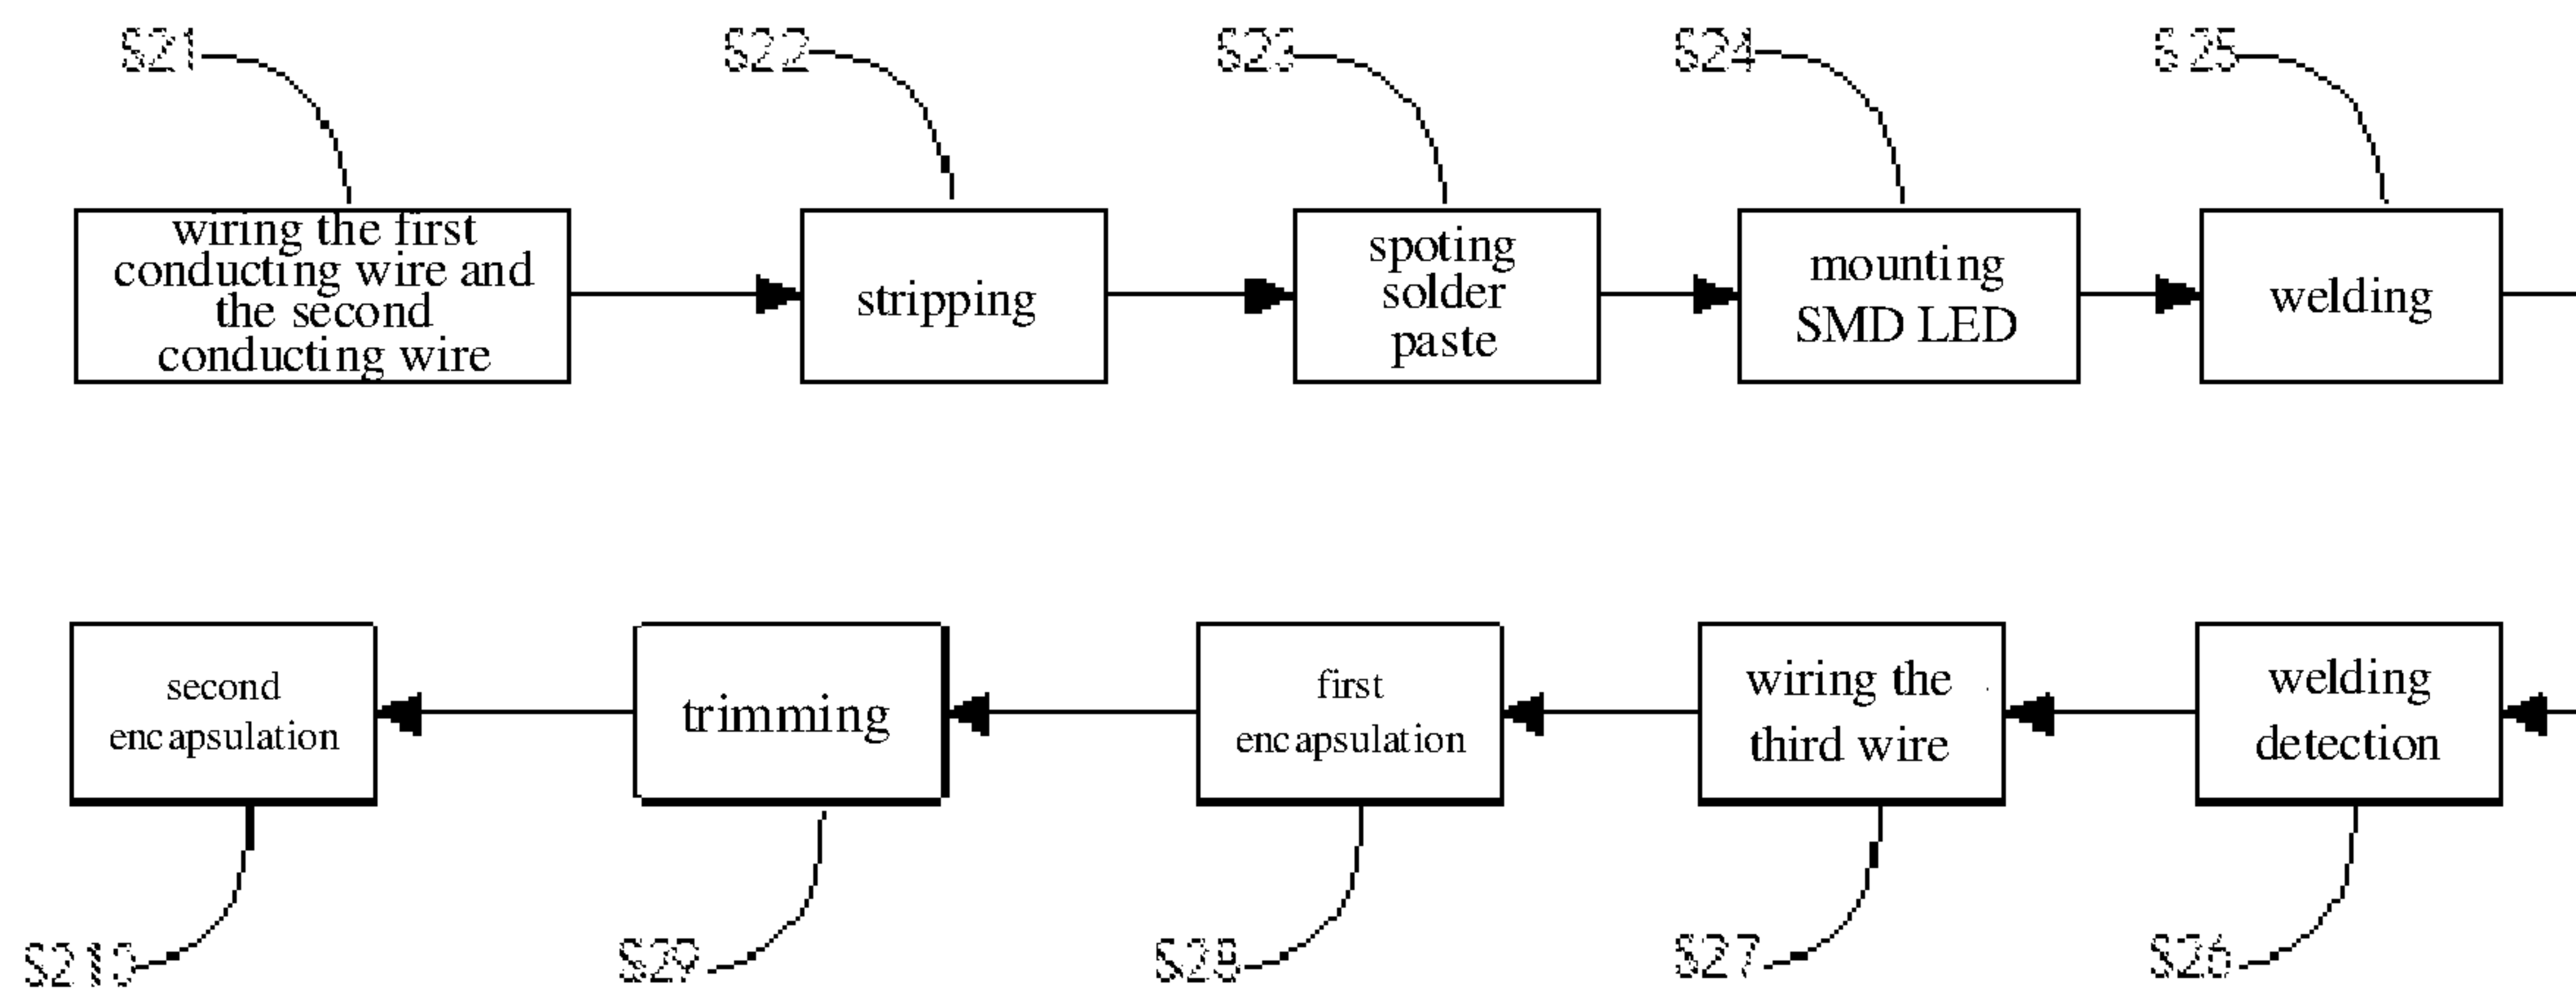 S21
S22
S23
S24
S25
wiring the first
conducting wire and
the second
conducting wire
stripping
spoting
solder
paste
mounting
SMD LED
welding
second
encapsulation
trimming
first
encapsulation
wiring the
third wire
welding
detection
S210
S29
S28
S27
S26